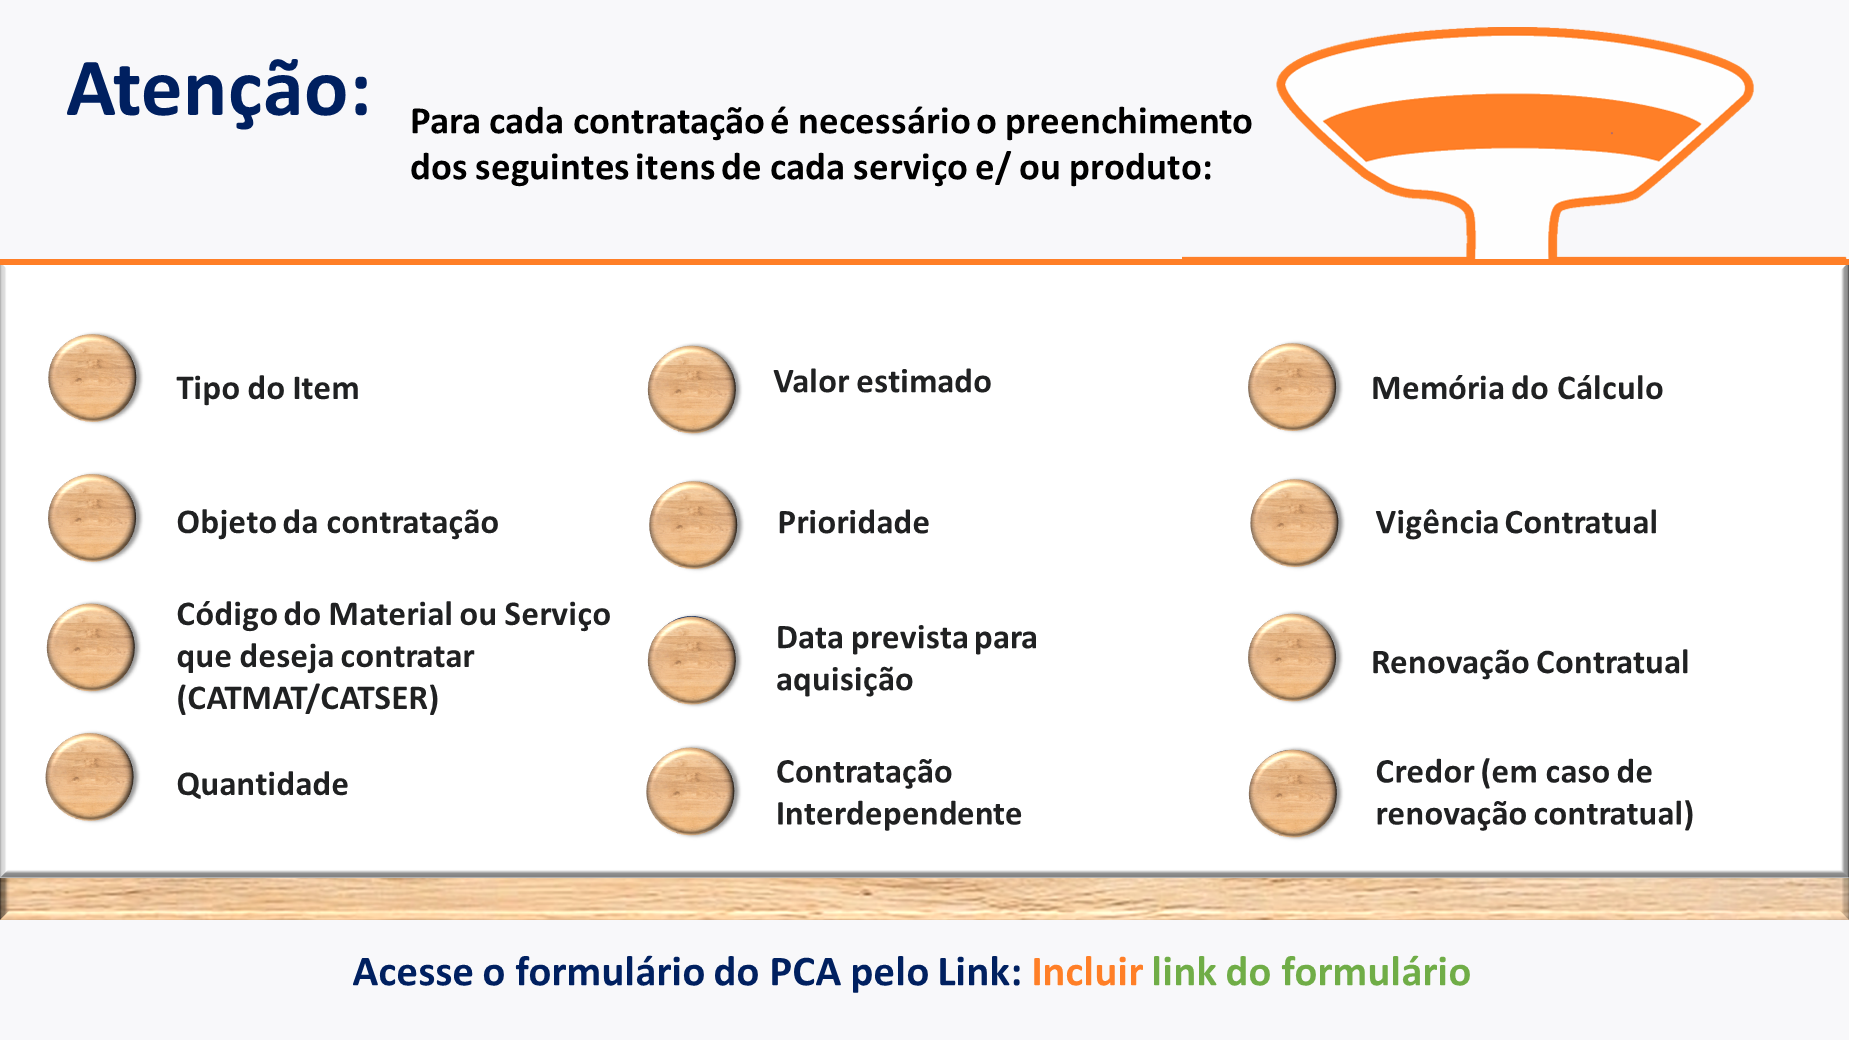 Atenção:
Para cada contratação é necessário o preenchimento
dos seguintes itens de cada serviço e/ ou produto:
Tipo do Item
Objeto da contratação
Código do Material ou Serviço
que deseja contratar
(CATMAT/CATSER)
Quantidade
Valor estimado
Prioridade
Data prevista para
aquisição
Contratação
Interdependente
Memória do Cálculo
Vigência Contratual
Renovação Contratual
Credor (em caso de
renovação contratual)
Acesse o formulário do PCA pelo Link: Incluir link do formulário